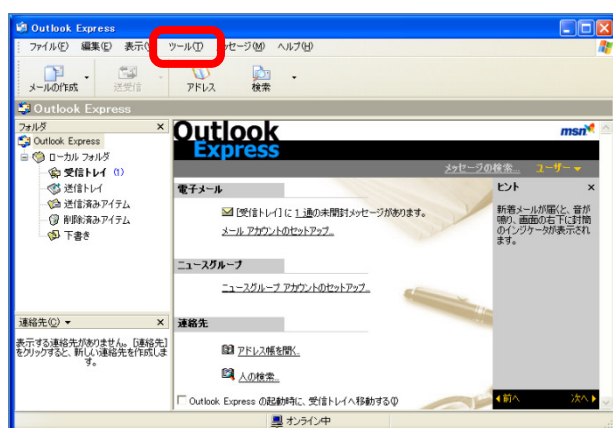 Outlook Express
ファイル(F) 編集(E) 表示(V) ツール(T) メッセージ(M) ヘルプ(H)
メールの作成 送受信 アドレス 検索
Outlook Express
フォルダ ×
Outlook Express
ローカル フォルダ
受信トレイ (1)
送信トレイ
送信済みアイテム
削除済みアイテム
下書き
連絡先(C) ×
表示する連絡先がありません。[連絡先]
をクリックすると、新しい連絡先を作成しま
す。
Outlook
Express
msn
メッセージの検索... ユーザー
電子メール
[受信トレイ] に 1 通の未開封メッセージがあります。
メール アカウントのセットアップ...
ニュースグループ
ニュースグループ アカウントのセットアップ...
連絡先
アドレス帳を開く...
人の検索...
Outlook Express の起動時に、受信トレイへ移動する(I)
ヒント ×
新着メールが届くと、音が
鳴り、画面の右下に封筒
のインジケータが表示され
ます。
前へ 次へ
オンライン中